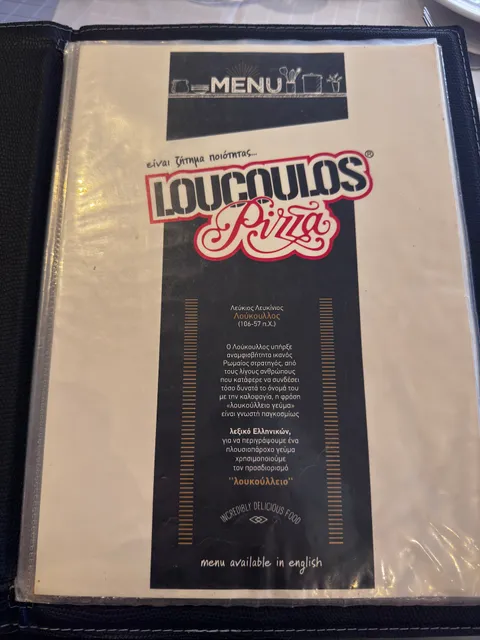 MENU
είναι ζήτημα ποιότητας...
LOUCOULOS®
Pizza
Λεύκιος Λευκίνιος
Λούκουλλος
(106-57 π.Χ.)
Ο Λούκουλλος υπήρξε
αναμφισβήτητα ικανός
Ρωμαίος στρατηγός, από
τους λίγους ανθρώπους
που κατάφερε να συνδέσει
τόσο δυνατά το όνομά του
με την καλοφαγία, η φράση
«λουκούλλειο γεύμα»
είναι γνωστή παγκοσμίως
λεξικό Ελληνικών,
για να περιγράψουμε ένα
πλουσιοπάροχο γεύμα
χρησιμοποιούμε
τον προσδιορισμό
"λουκούλλειο"
INCREDIBLY DELICIOUS FOOD
menu available in english